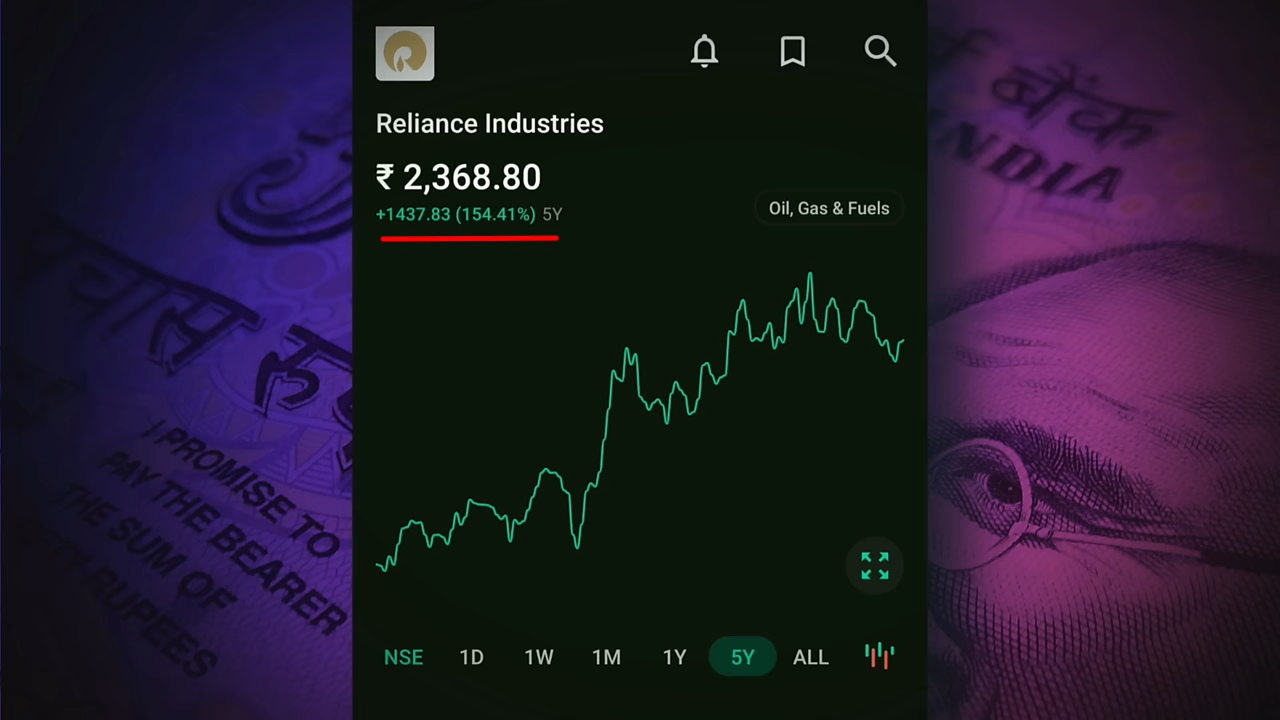 Reliance Industries
₹ 2,368.80
+1437.83 (154.41%) 5Y
Oil, Gas & Fuels
NSE 1D 1W 1M 1Y 5Y ALL
I PROMISE TO
PAY THE BEARER
THE SUM OF
RUPEES
बैंक
INDIA